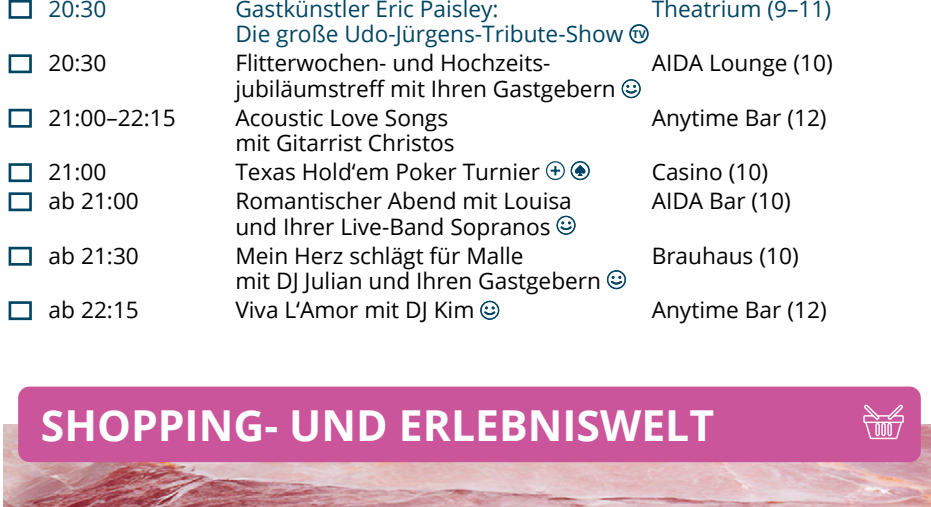 20:30 Gastkünstler Eric Paisley: Theatrium (9–11)
Die große Udo-Jürgens-Tribute-Show TV
20:30 Flitterwochen- und Hochzeits- AIDA Lounge (10)
jubiläumstreff mit Ihren Gastgebern
21:00–22:15 Acoustic Love Songs Anytime Bar (12)
mit Gitarrist Christos
21:00 Texas Hold‘em Poker Turnier Casino (10)
ab 21:00 Romantischer Abend mit Louisa AIDA Bar (10)
und Ihrer Live-Band Sopranos
ab 21:30 Mein Herz schlägt für Malle Brauhaus (10)
mit DJ Julian und Ihren Gastgebern
ab 22:15 Viva L‘Amor mit DJ Kim Anytime Bar (12)
SHOPPING- UND ERLEBNISWELT